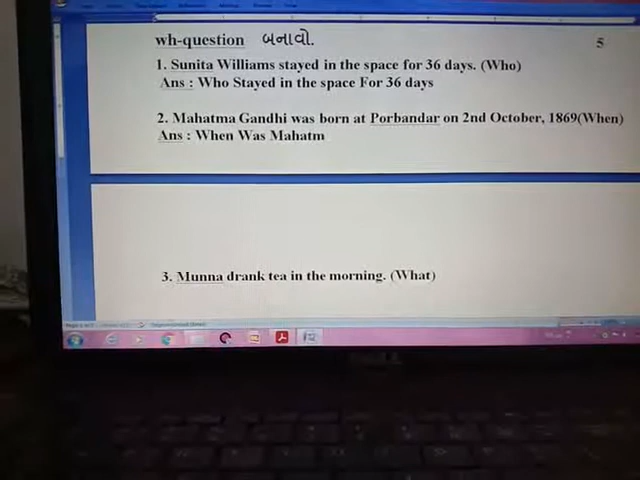 wh-question બનાવો. 5
1. Sunita Williams stayed in the space for 36 days. (Who)
Ans : Who Stayed in the space For 36 days
2. Mahatma Gandhi was born at Porbandar on 2nd October, 1869(When)
Ans : When Was Mahatm
3. Munna drank tea in the morning. (What)